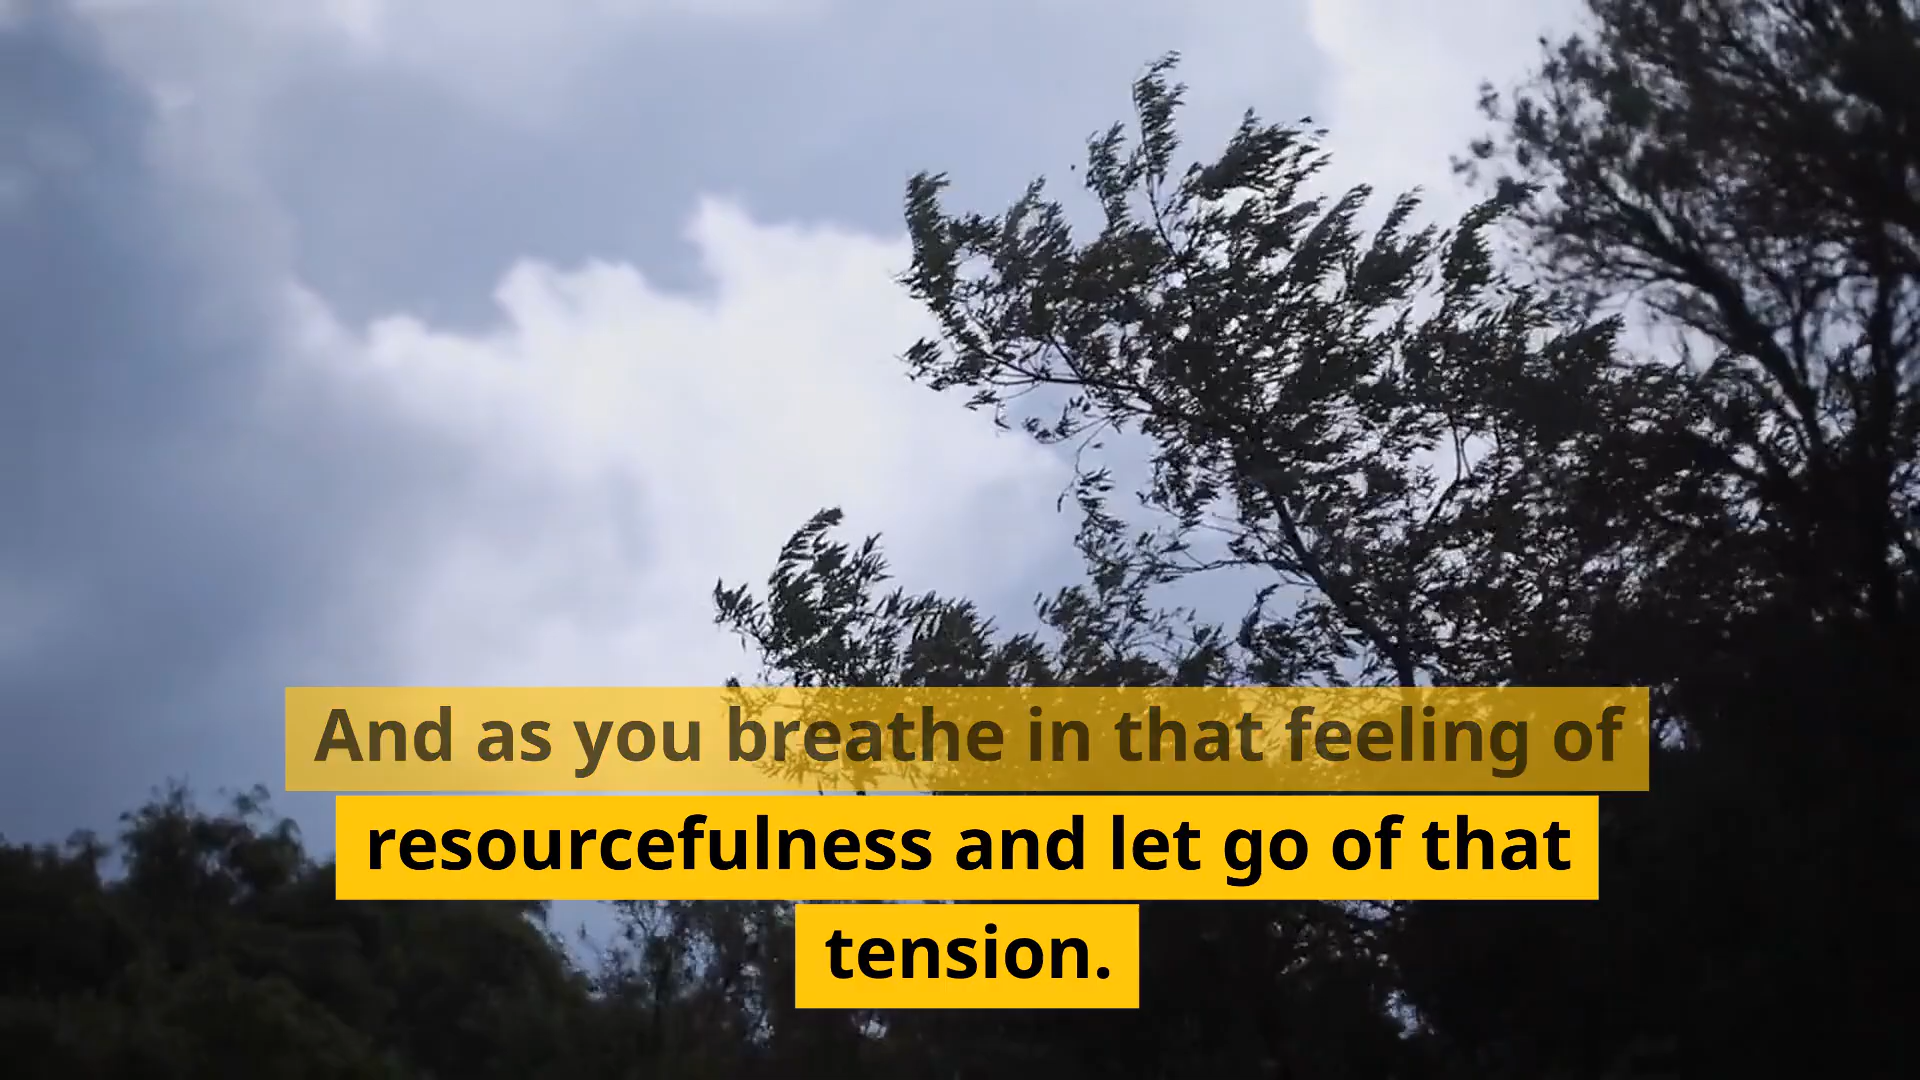 And as you breathe in that feeling of
resourcefulness and let go of that
tension.